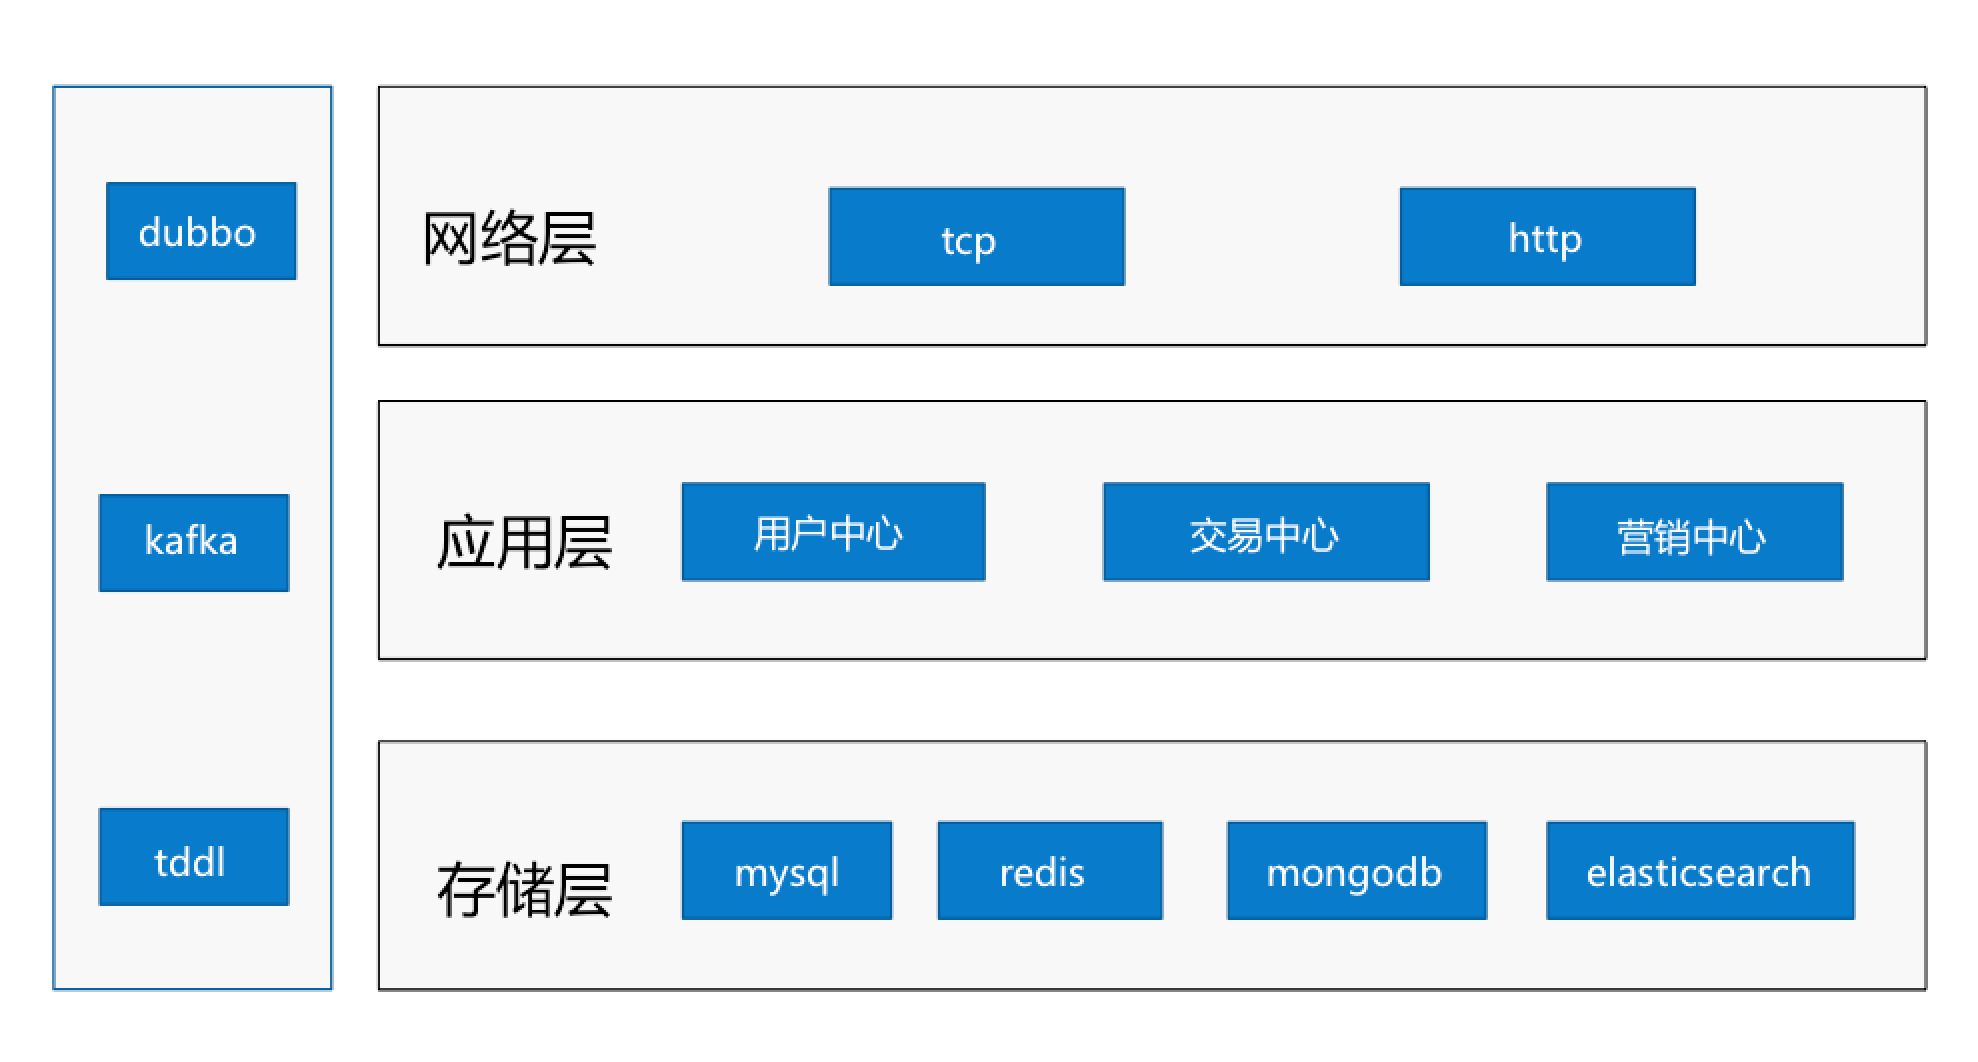 dubbo
kafka
tddl
网络层
tcp
http
应用层
用户中心
交易中心
营销中心
存储层
mysql
redis
mongodb
elasticsearch